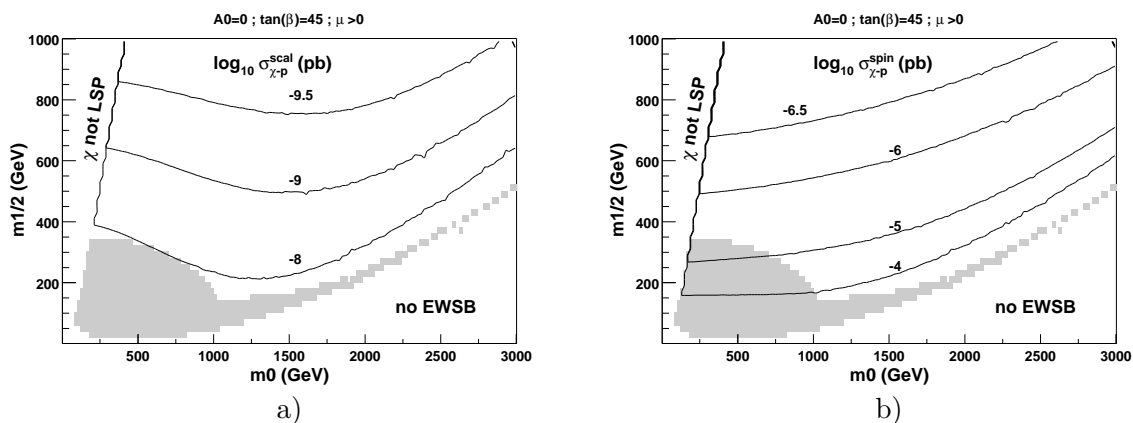 A0=0 ; tan(β)=45 ; μ >0
m1/2 (GeV)
1000
800
600
400
200
χ not LSP
log10 σχ-p^scal (pb)
-9.5
-9
-8
no EWSB
500
1000
1500
2000
2500
3000
m0 (GeV)
a)
A0=0 ; tan(β)=45 ; μ >0
m1/2 (GeV)
1000
800
600
400
200
χ not LSP
log10 σχ-p^spin (pb)
-6.5
-6
-5
-4
no EWSB
500
1000
1500
2000
2500
3000
m0 (GeV)
b)